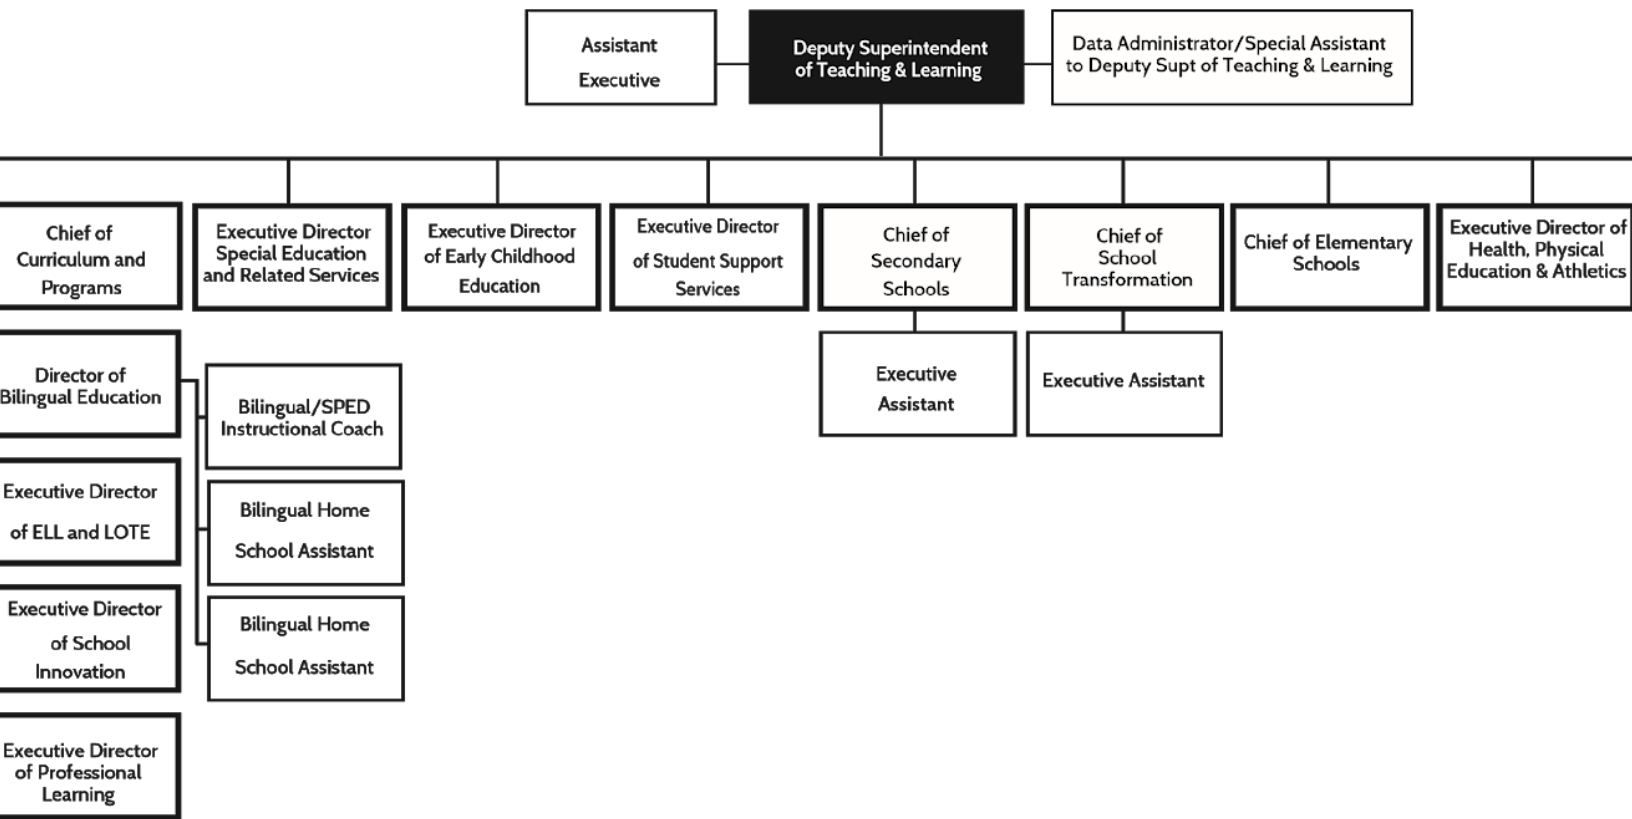 Assistant
Executive
Deputy Superintendent
of Teaching & Learning
Data Administrator/Special Assistant
to Deputy Supt of Teaching & Learning
Chief of
Curriculum and
Programs
Executive Director
Special Education
and Related Services
Executive Director
of Early Childhood
Education
Executive Director
of Student Support
Services
Chief of
Secondary
Schools
Chief of
School
Transformation
Chief of Elementary
Schools
Executive Director of
Health, Physical
Education & Athletics
Executive
Assistant
Executive Assistant
Director of
Bilingual Education
Bilingual/SPED
Instructional Coach
Executive Director
of ELL and LOTE
Bilingual Home
School Assistant
Executive Director
of School
Innovation
Bilingual Home
School Assistant
Executive Director
of Professional
Learning